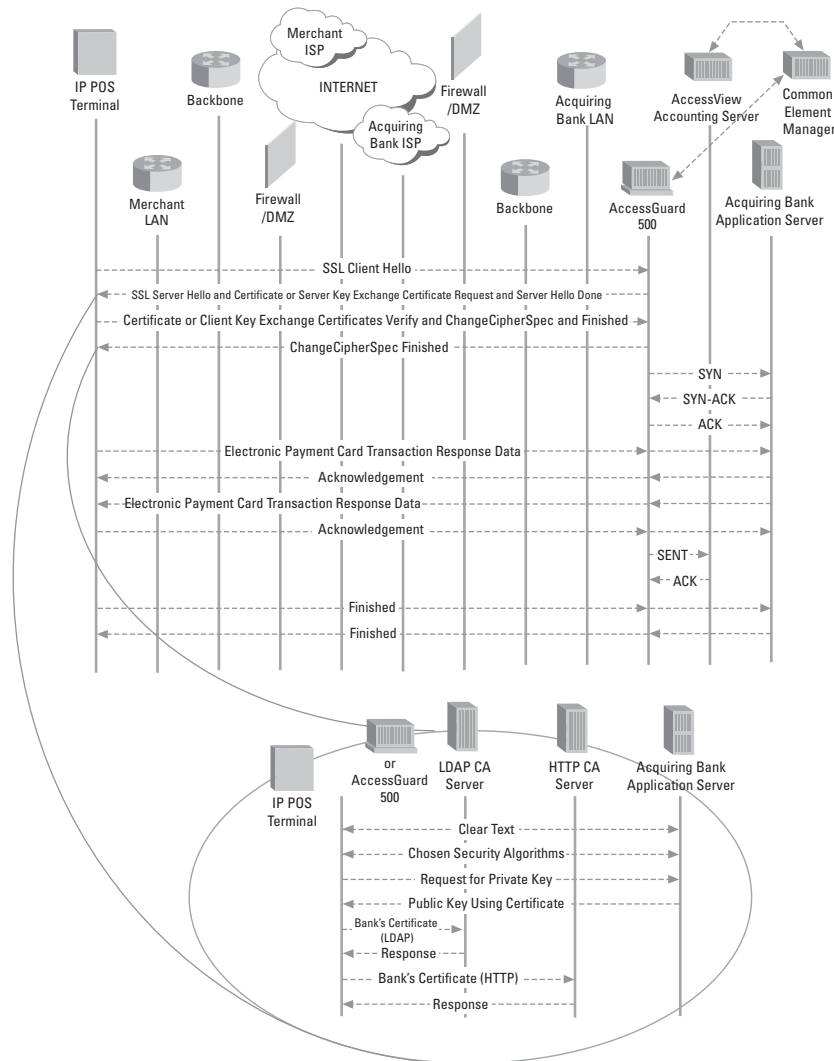 Merchant
ISP
INTERNET
Acquiring
Bank ISP
IP POS
Terminal
Backbone
Firewall
/DMZ
Acquiring
Bank LAN
AccessView
Accounting Server
Common
Element
Manager
Merchant
LAN
Firewall
/DMZ
Backbone
AccessGuard
500
Acquiring Bank
Application Server
SSL Client Hello
SSL Server Hello and Certificate or Server Key Exchange Certificate Request and Server Hello Done
Certificate or Client Key Exchange Certificates Verify and ChangeCipherSpec and Finished
ChangeCipherSpec Finished
SYN
SYN-ACK
ACK
Electronic Payment Card Transaction Response Data
Acknowledgement
Electronic Payment Card Transaction Response Data
Acknowledgement
SENT
ACK
Finished
Finished
IP POS
Terminal
or
AccessGuard
500
LDAP CA
Server
HTTP CA
Server
Acquiring Bank
Application Server
Clear Text
Chosen Security Algorithms
Request for Private Key
Public Key Using Certificate
Bank's Certificate
(LDAP)
Response
Bank's Certificate (HTTP)
Response